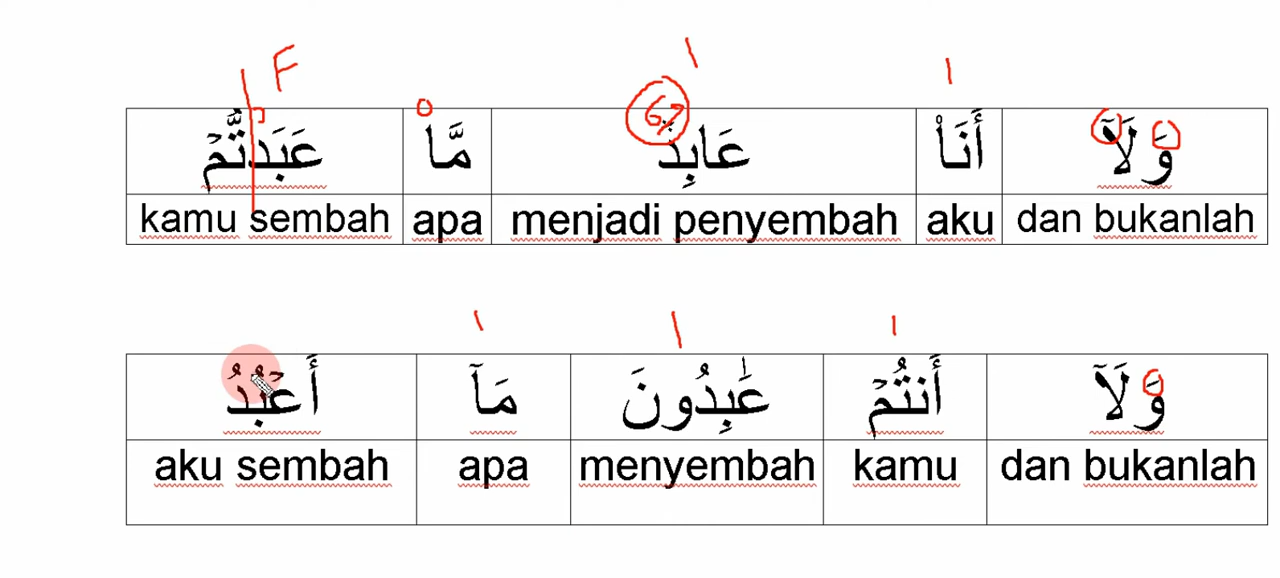 وَلَآ أَنَا۠ عَابِدٞ مَّا عَبَدتُّمۡ
dan bukanlah aku menjadi penyembah apa kamu sembah
وَلَآ أَنتُمۡ عَٰبِدُونَ مَآ أَعۡبُدُ
dan bukanlah kamu menyembah apa aku sembah